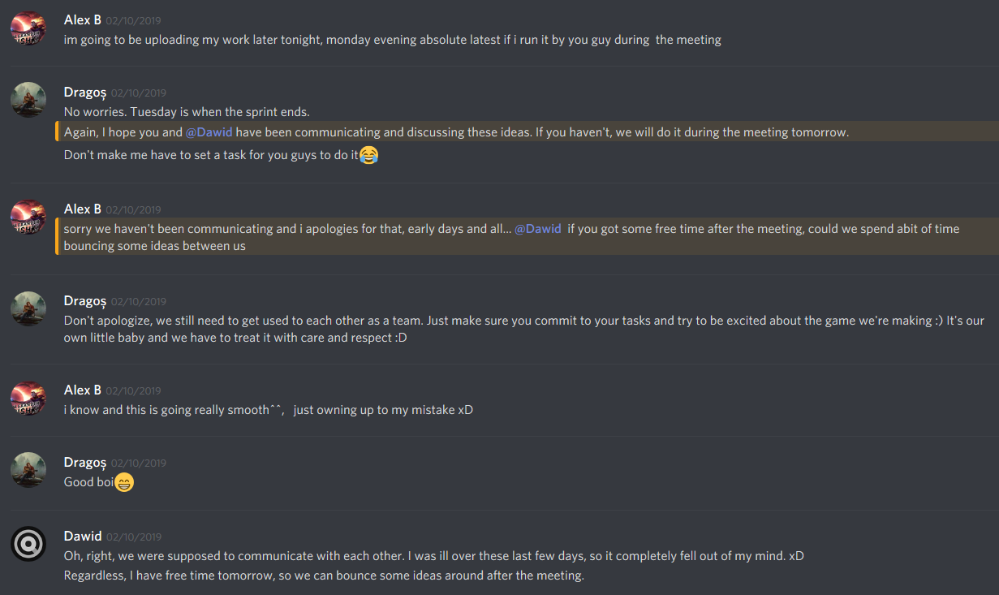 Alex B 02/10/2019
im going to be uploading my work later tonight, monday evening absolute latest if i run it by you guy during the meeting
Dragoș 02/10/2019
No worries. Tuesday is when the sprint ends.
Again, I hope you and @Dawid have been communicating and discussing these ideas. If you haven't, we will do it during the meeting tomorrow.
Don't make me have to set a task for you guys to do it😂
Alex B 02/10/2019
sorry we haven't been communicating and i apologies for that, early days and all... @Dawid if you got some free time after the meeting, could we spend abit of time
bouncing some ideas between us
Dragoș 02/10/2019
Don't apologize, we still need to get used to each other as a team. Just make sure you commit to your tasks and try to be excited about the game we're making :) It's our
own little baby and we have to treat it with care and respect :D
Alex B 02/10/2019
i know and this is going really smooth^^, just owning up to my mistake xD
Dragoș 02/10/2019
Good boi😁
Dawid 02/10/2019
Oh, right, we were supposed to communicate with each other. I was ill over these last few days, so it completely fell out of my mind. xD
Regardless, I have free time tomorrow, so we can bounce some ideas around after the meeting.